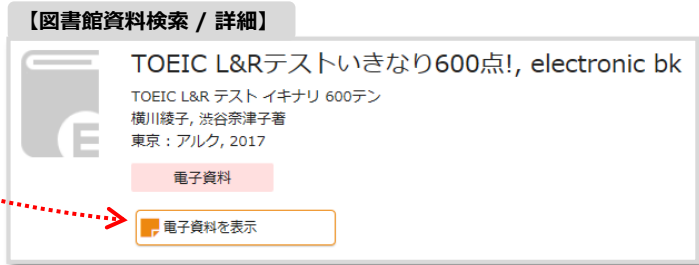 【図書館資料検索 / 詳細】
TOEIC L&Rテストいきなり600点!, electronic bk
TOEIC L&R テスト イキナリ 600テン
横川綾子, 渋谷奈津子著
東京 : アルク, 2017
E
電子資料
電子資料を表示